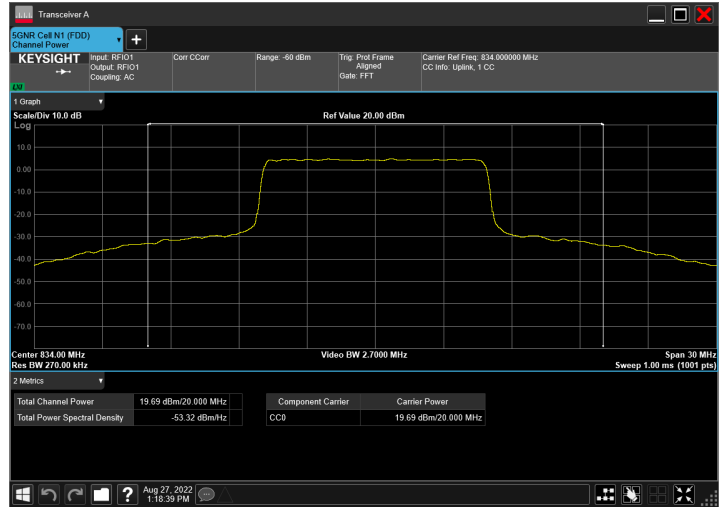 Transceiver A
5GNR Cell N1 (FDD)
Channel Power
KEYSIGHT
LXI
Input: RFIO1
Output: RFIO1
Coupling: AC
Corr CCorr
Range: -60 dBm
Trig: Prot Frame
Aligned
Gate: FFT
Carrier Ref Freq: 834.000000 MHz
CC Info: Uplink, 1 CC
1 Graph
Scale/Div 10.0 dB
Ref Value 20.00 dBm
Log
10.0
0.00
-10.0
-20.0
-30.0
-40.0
-50.0
-60.0
-70.0
Center 834.00 MHz
Video BW 2.7000 MHz
Span 30 MHz
Res BW 270.00 kHz
Sweep 1.00 ms (1001 pts)
2 Metrics
Total Channel Power 19.69 dBm/20.000 MHz
Total Power Spectral Density -53.32 dBm/Hz
Component Carrier Carrier Power
CC0 19.69 dBm/20.000 MHz
Aug 27, 2022
1:18:39 PM